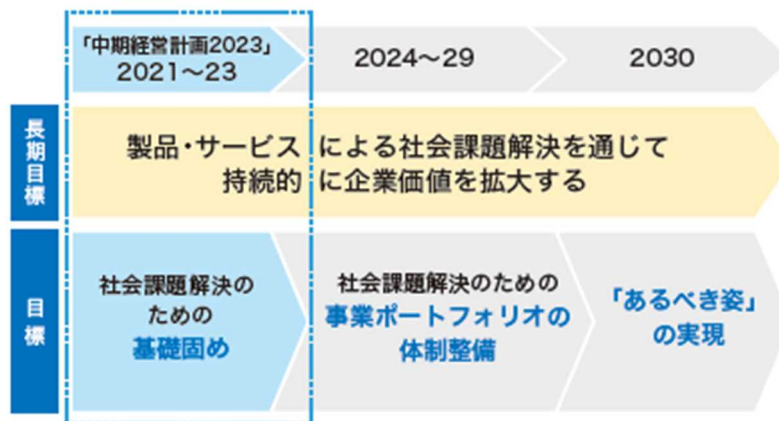 「中期経営計画2023」
2021～23
2024～29
2030
長期目標
製品・サービスによる社会課題解決を通じて
持続的に企業価値を拡大する
目標
社会課題解決の
ための
基礎固め
社会課題解決のための
事業ポートフォリオの
体制整備
「あるべき姿」
の実現